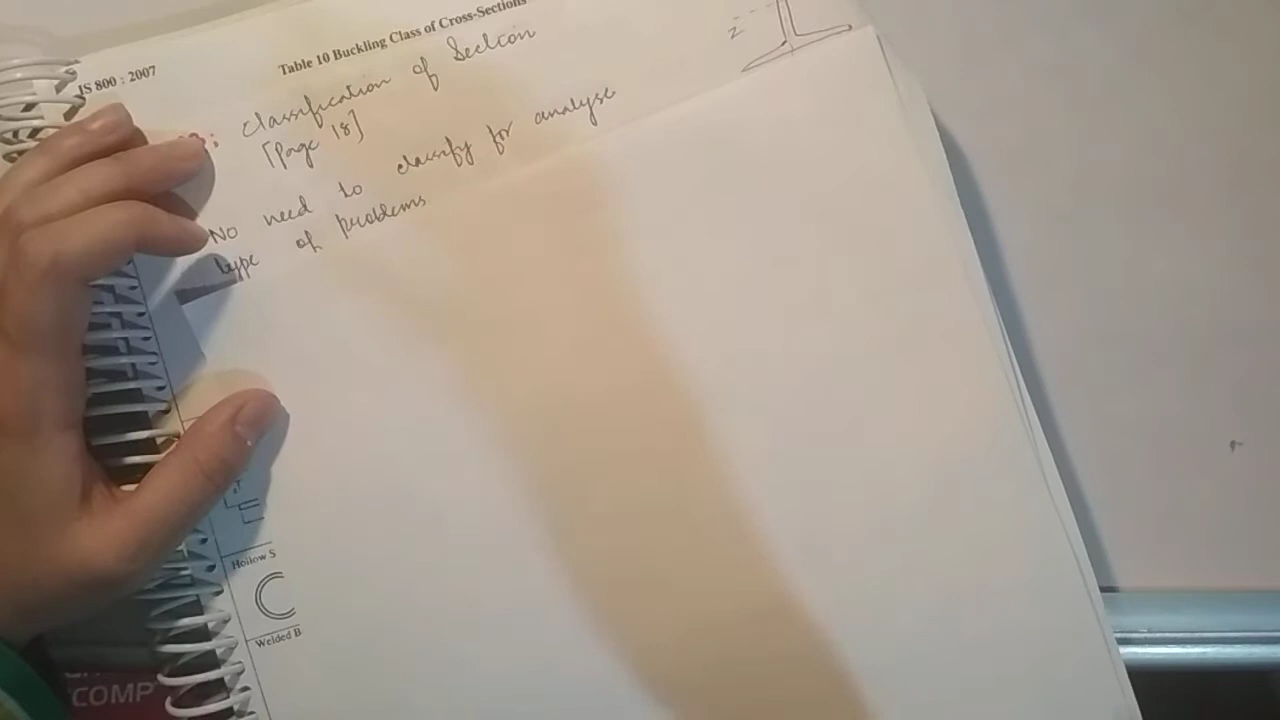 IS 800 : 2007
Table 10 Buckling Class of Cross-Sections
classification of Section
[Page 18]
No need to classify for analyse
type of problems
z
Hollow S
Welded B
COMP